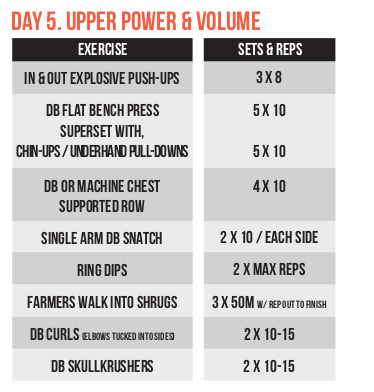 DAY 5. UPPER POWER & VOLUME
EXERCISE SETS & REPS
IN & OUT EXPLOSIVE PUSH-UPS 3 X 8
DB FLAT BENCH PRESS 5 X 10
SUPERSET WITH,
CHIN-UPS / UNDERHAND PULL-DOWNS 5 X 10
DB OR MACHINE CHEST 4 X 10
SUPPORTED ROW
SINGLE ARM DB SNATCH 2 X 10 / EACH SIDE
RING DIPS 2 X MAX REPS
FARMERS WALK INTO SHRUGS 3 X 50M W/ REP OUT TO FINISH
DB CURLS (ELBOWS TUCKED INTO SIDES) 2 X 10-15
DB SKULLKRUSHERS 2 X 10-15